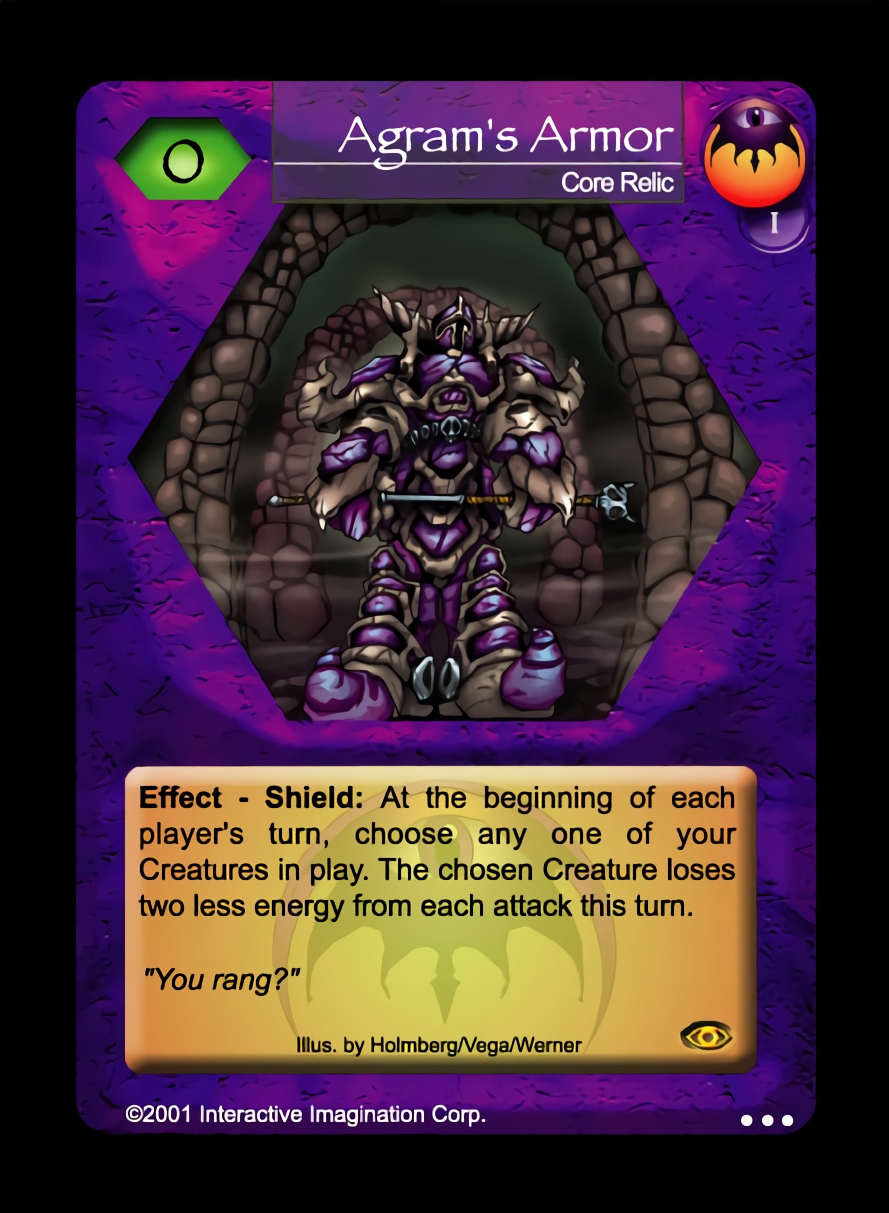 0
Agram's Armor
Core Relic
I
Effect - Shield: At the beginning of each
player's turn, choose any one of your
Creatures in play. The chosen Creature loses
two less energy from each attack this turn.
"You rang?"
Illus. by Holmberg/Vega/Werner
©2001 Interactive Imagination Corp.